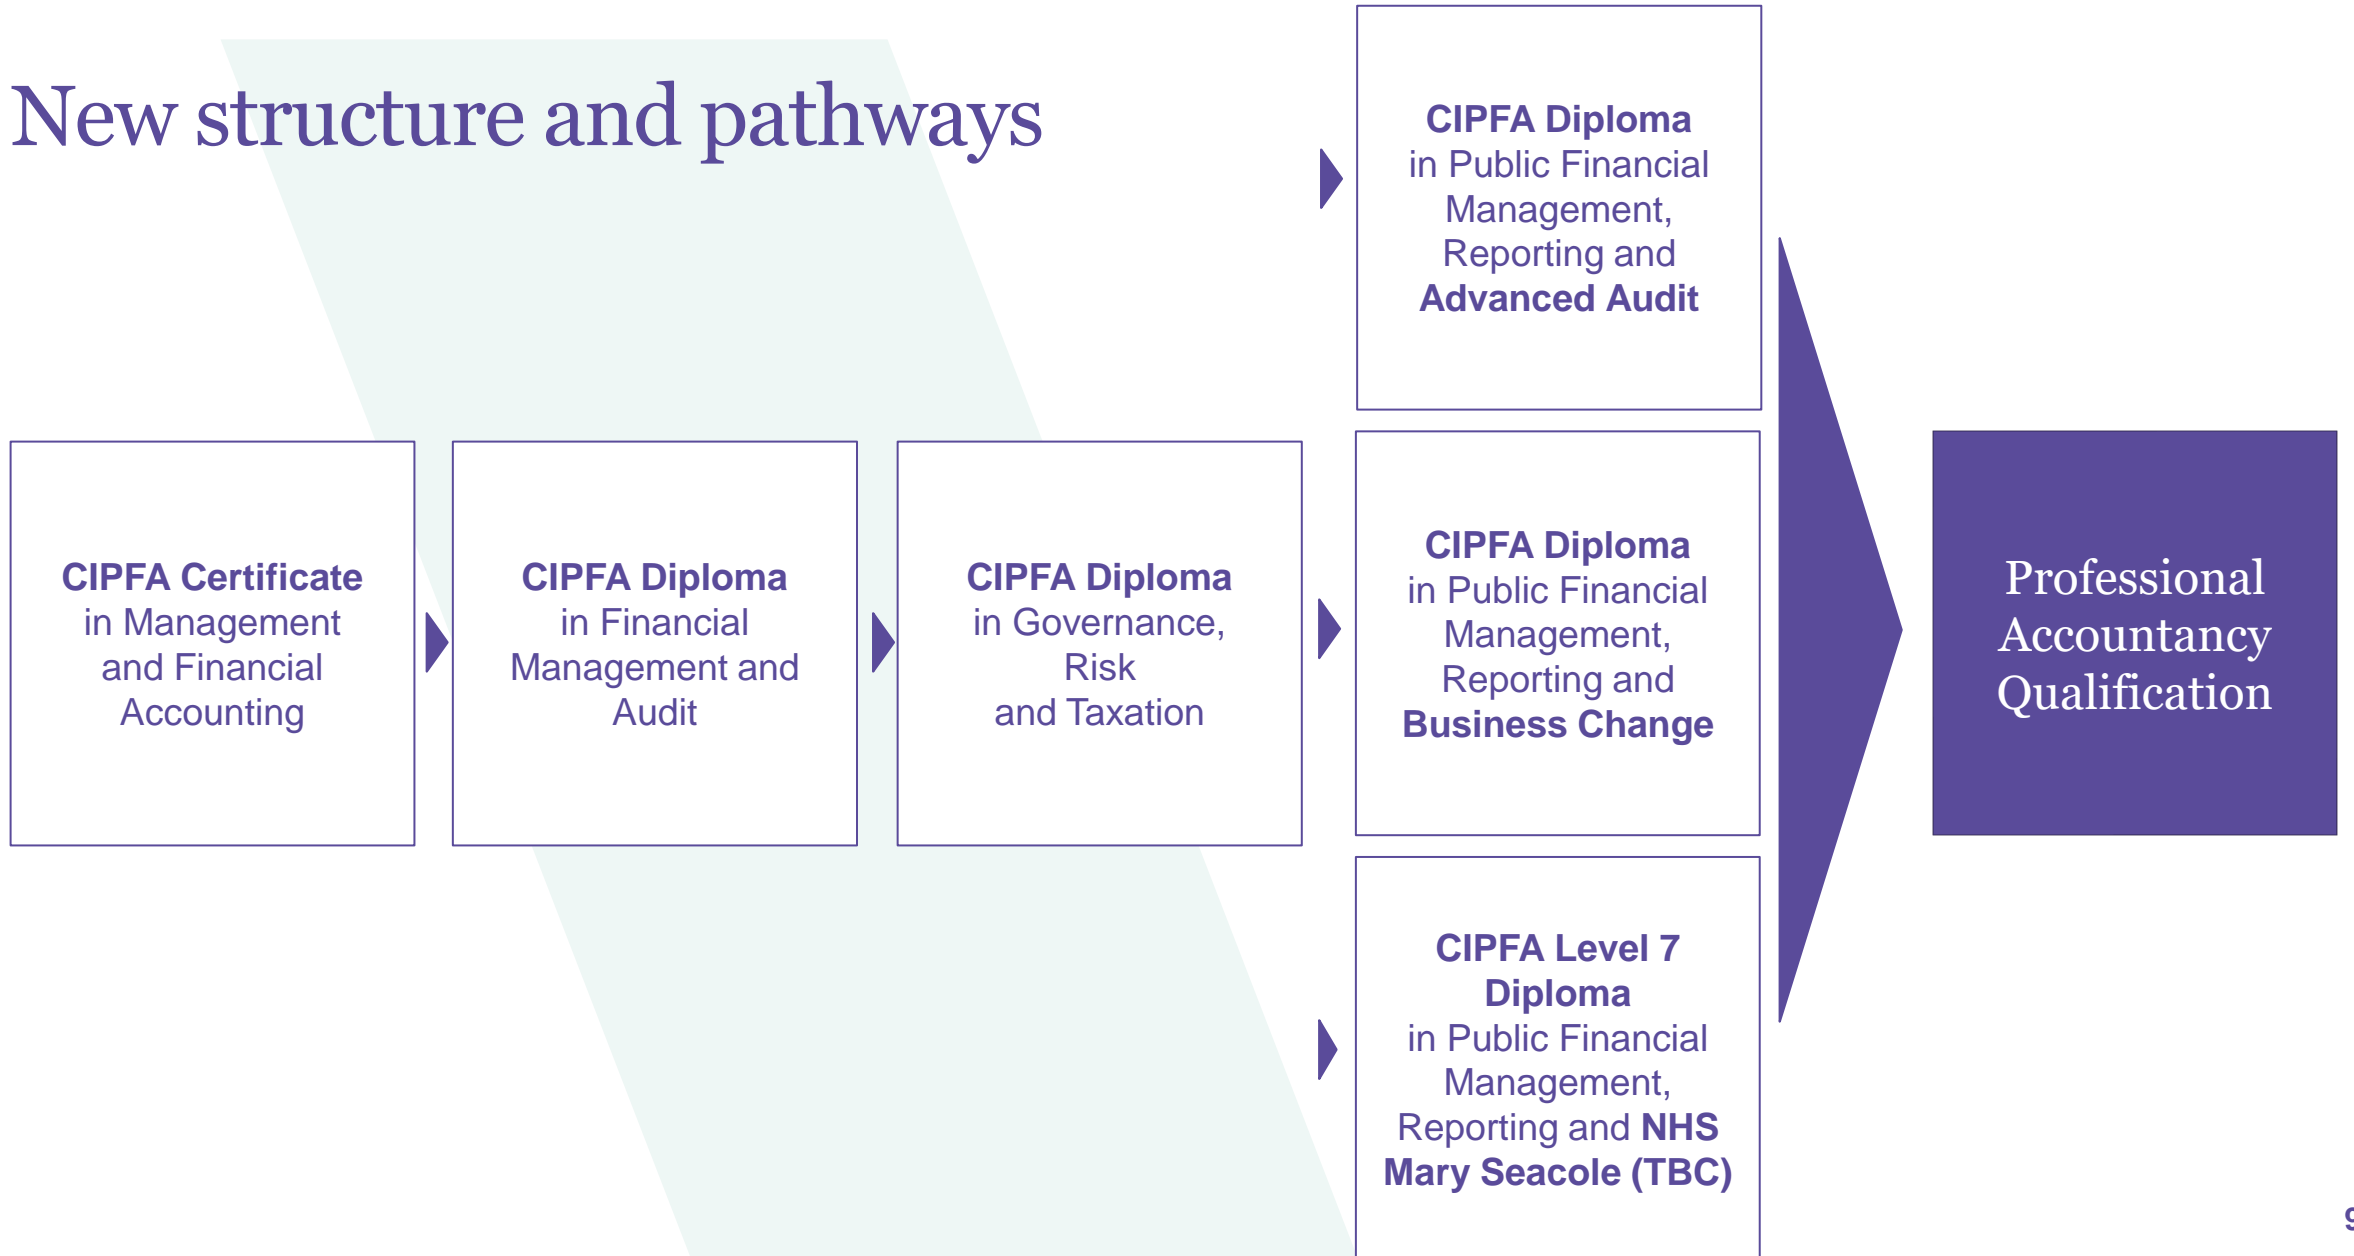 New structure and pathways
CIPFA Certificate
in Management
and Financial
Accounting
CIPFA Diploma
in Financial
Management and
Audit
CIPFA Diploma
in Governance,
Risk
and Taxation
CIPFA Diploma
in Public Financial
Management,
Reporting and
Advanced Audit
CIPFA Diploma
in Public Financial
Management,
Reporting and
Business Change
CIPFA Level 7
Diploma
in Public Financial
Management,
Reporting and NHS
Mary Seacole (TBC)
Professional
Accountancy
Qualification
9